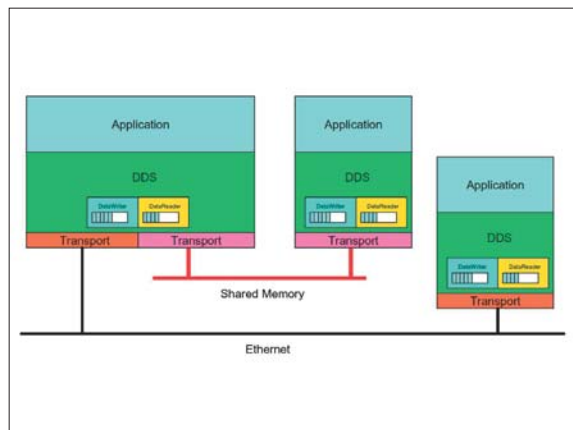 Application
DDS
DataWriter DataReader
Transport Transport
Application
DDS
DataWriter DataReader
Transport
Application
DDS
DataWriter DataReader
Transport
Shared Memory
Ethernet